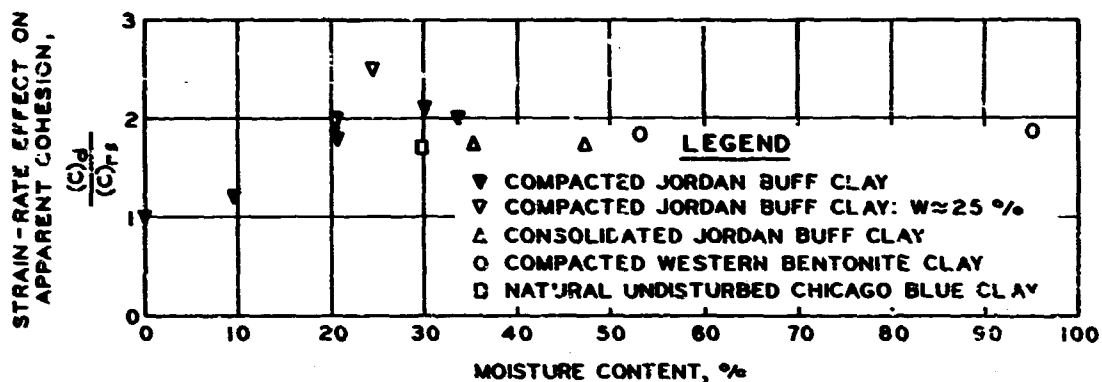 STRAIN-RATE EFFECT ON
APPARENT COHESION,
(C)d
(C)rs
3
2
1
0
LEGEND
COMPACTED JORDAN BUFF CLAY
COMPACTED JORDAN BUFF CLAY: W≈25 %
CONSOLIDATED JORDAN BUFF CLAY
COMPACTED WESTERN BENTONITE CLAY
NATURAL UNDISTURBED CHICAGO BLUE CLAY
0 10 20 30 40 50 60 70 80 90 100
MOISTURE CONTENT, %